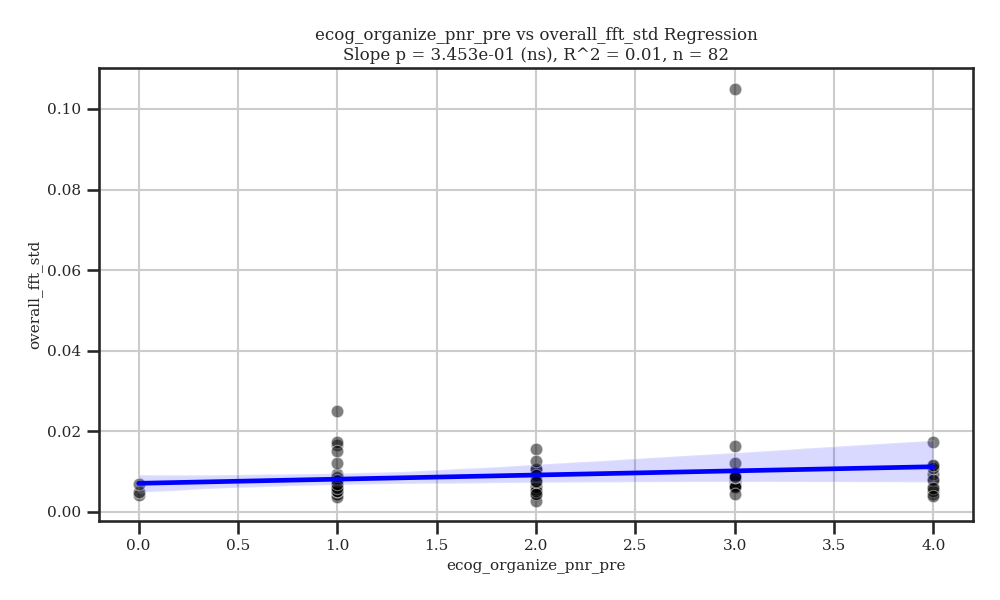 ecog_organize_pnr_pre vs overall_fft_std Regression
Slope p = 3.453e-01 (ns), R^2 = 0.01, n = 82
overall_fft_std
0.10
0.08
0.06
0.04
0.02
0.00
0.0 0.5 1.0 1.5 2.0 2.5 3.0 3.5 4.0
ecog_organize_pnr_pre